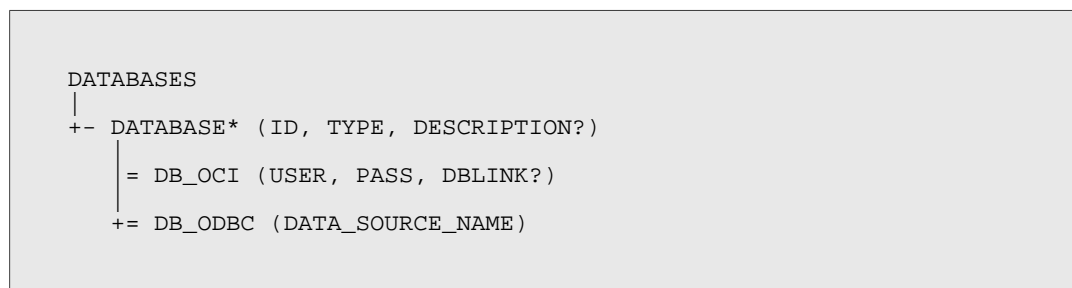 DATABASES
|
+- DATABASE* (ID, TYPE, DESCRIPTION?)
   |
   |= DB_OCI (USER, PASS, DBLINK?)
   |
   += DB_ODBC (DATA_SOURCE_NAME)